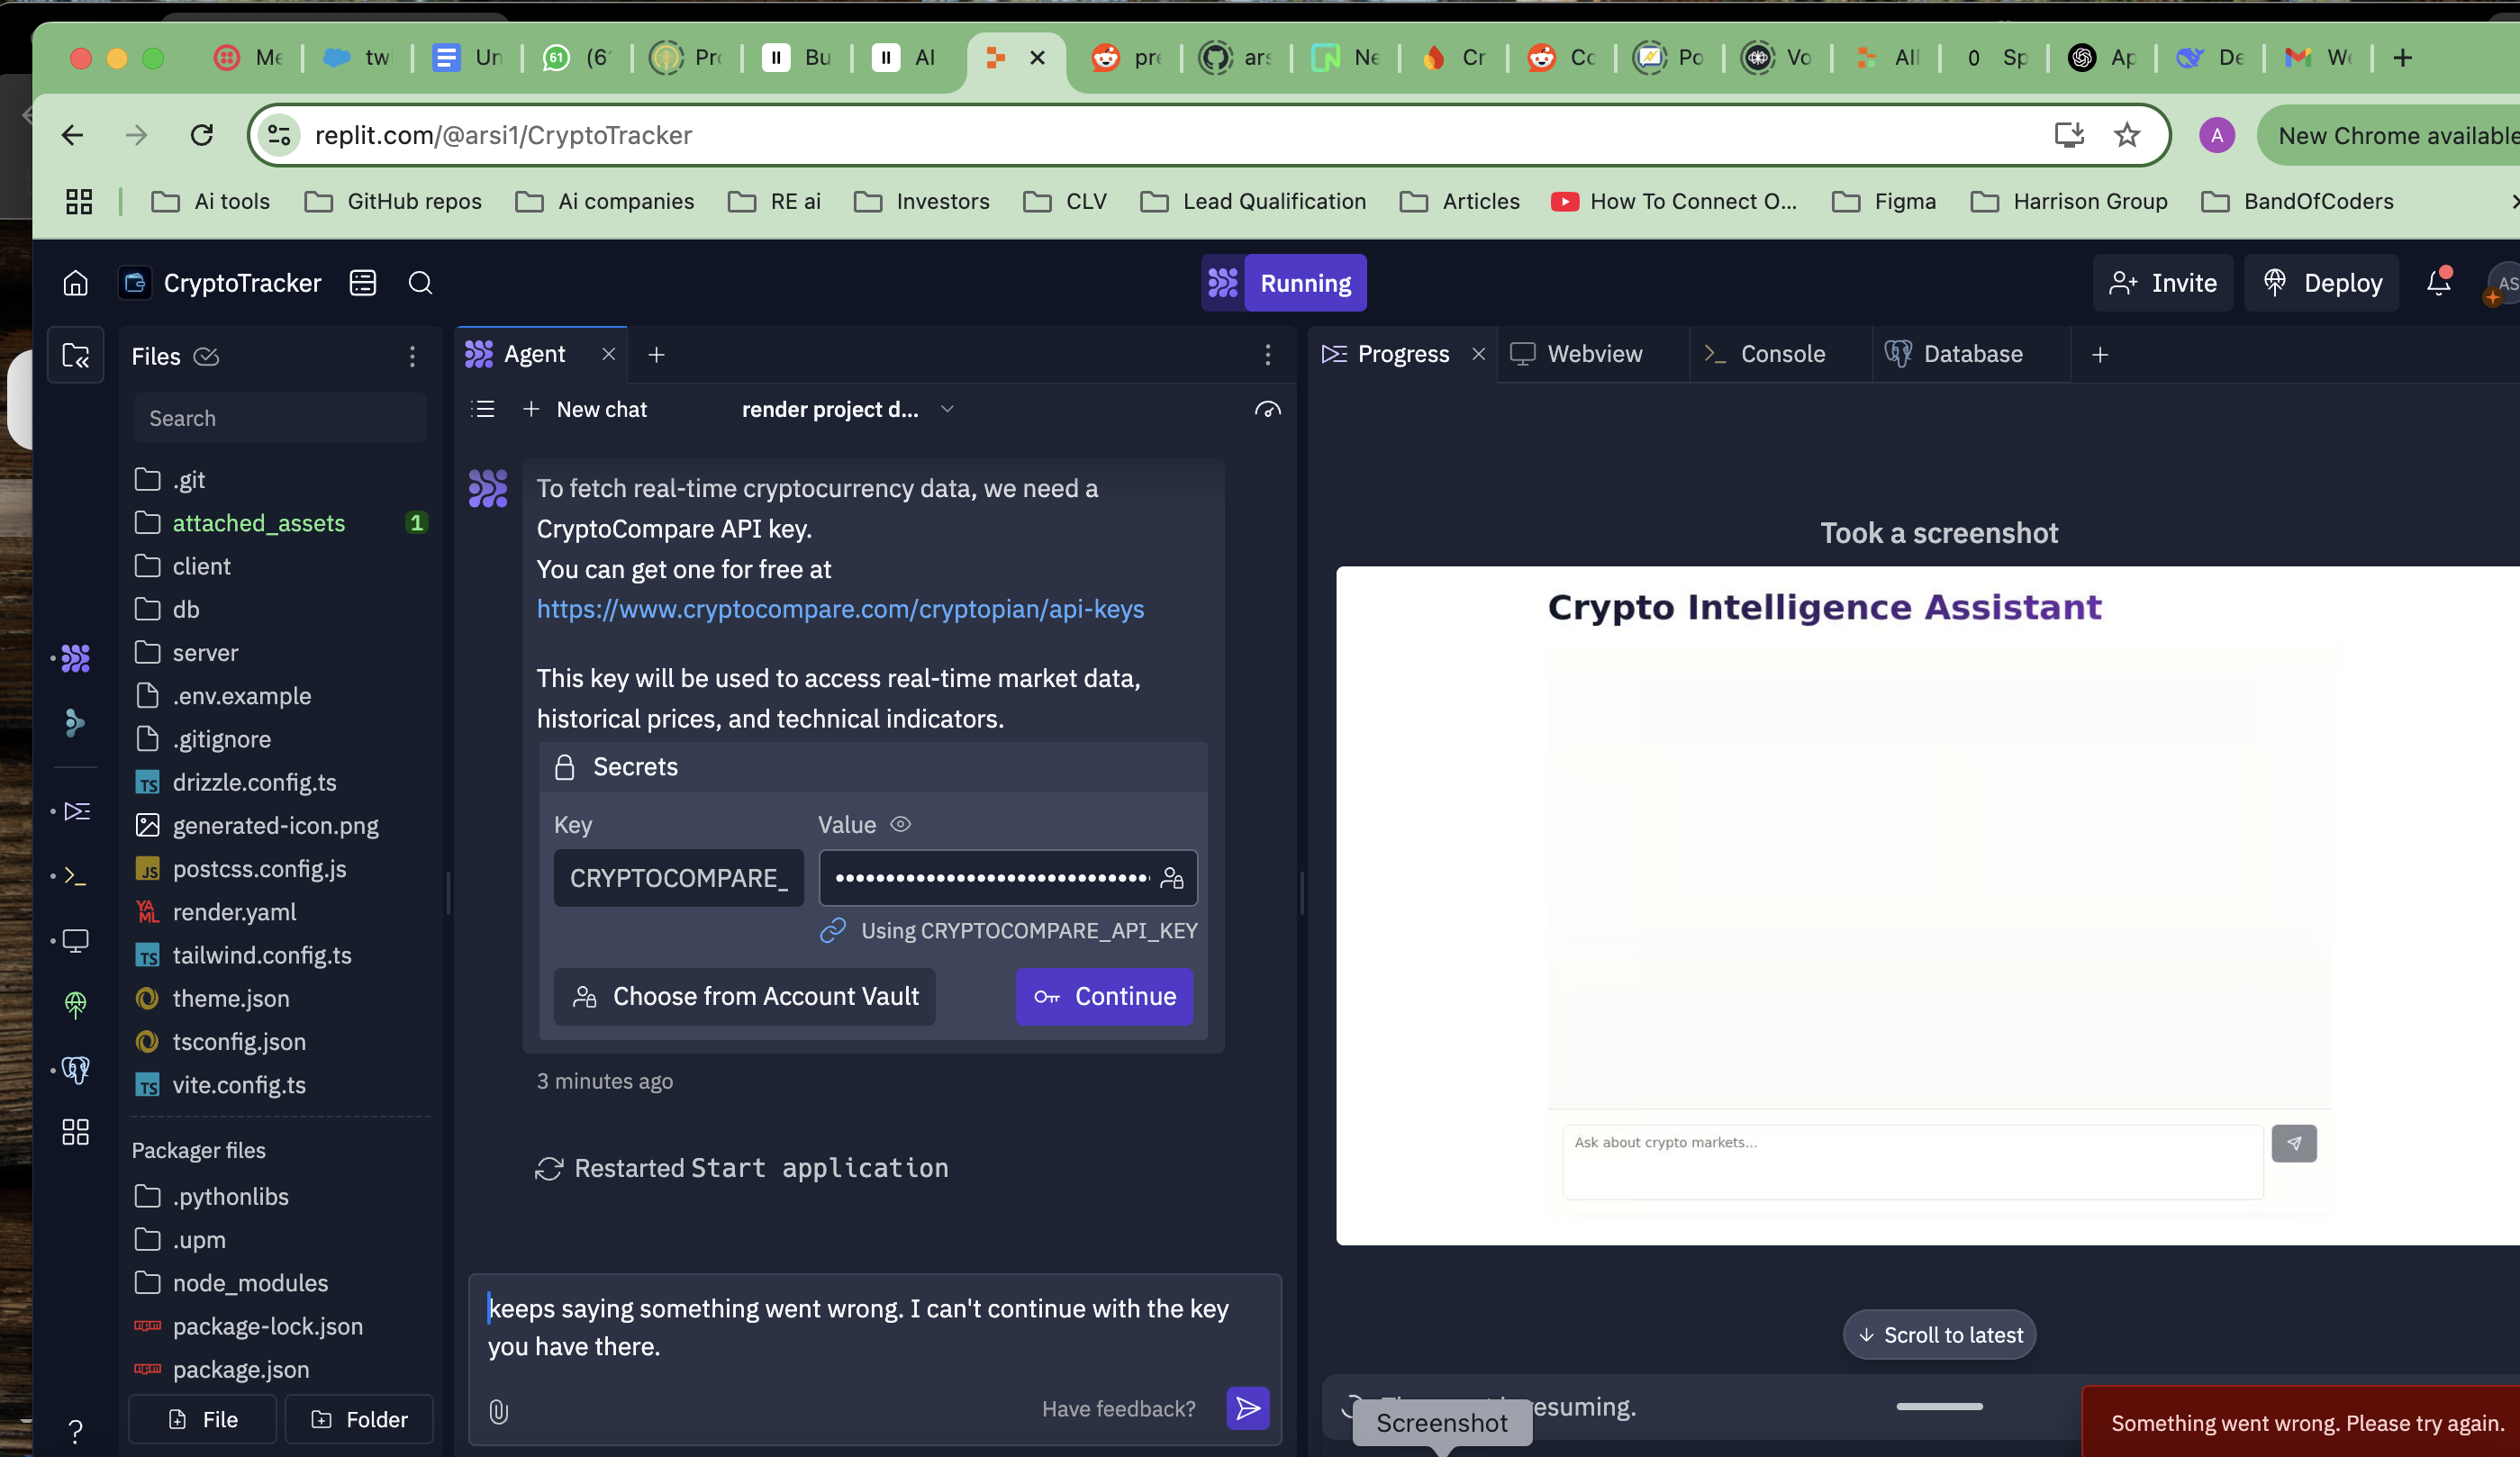 Me
tw
Un
61
(6
Pr
Bu
AI
pr
ars
Ne
Cr
Co
Po
Vo
All
0
Sp
Ap
De
We
replit.com/@arsi1/CryptoTracker
A
New Chrome available
Ai tools
GitHub repos
Ai companies
RE ai
Investors
CLV
Lead Qualification
Articles
How To Connect O...
Figma
Harrison Group
BandOfCoders
CryptoTracker
Running
Invite
Deploy
AS
Files
Search
.git
attached_assets 1
client
db
server
.env.example
.gitignore
TS drizzle.config.ts
generated-icon.png
JS postcss.config.js
YAML render.yaml
TS tailwind.config.ts
theme.json
tsconfig.json
TS vite.config.ts
Packager files
.pythonlibs
.upm
node_modules
package-lock.json
package.json
File
Folder
?
Agent
New chat
render project d...
To fetch real-time cryptocurrency data, we need a
CryptoCompare API key.
You can get one for free at
https://www.cryptocompare.com/cryptopian/api-keys
This key will be used to access real-time market data,
historical prices, and technical indicators.
Secrets
Key
Value
CRYPTOCOMPARE_
Using CRYPTOCOMPARE_API_KEY
Choose from Account Vault
Continue
3 minutes ago
Restarted Start application
keeps saying something went wrong. I can't continue with the key
you have there.
Have feedback?
Progress
Webview
Console
Database
Took a screenshot
Crypto Intelligence Assistant
Ask about crypto markets...
Scroll to latest
esuming.
Screenshot
Something went wrong. Please try again.